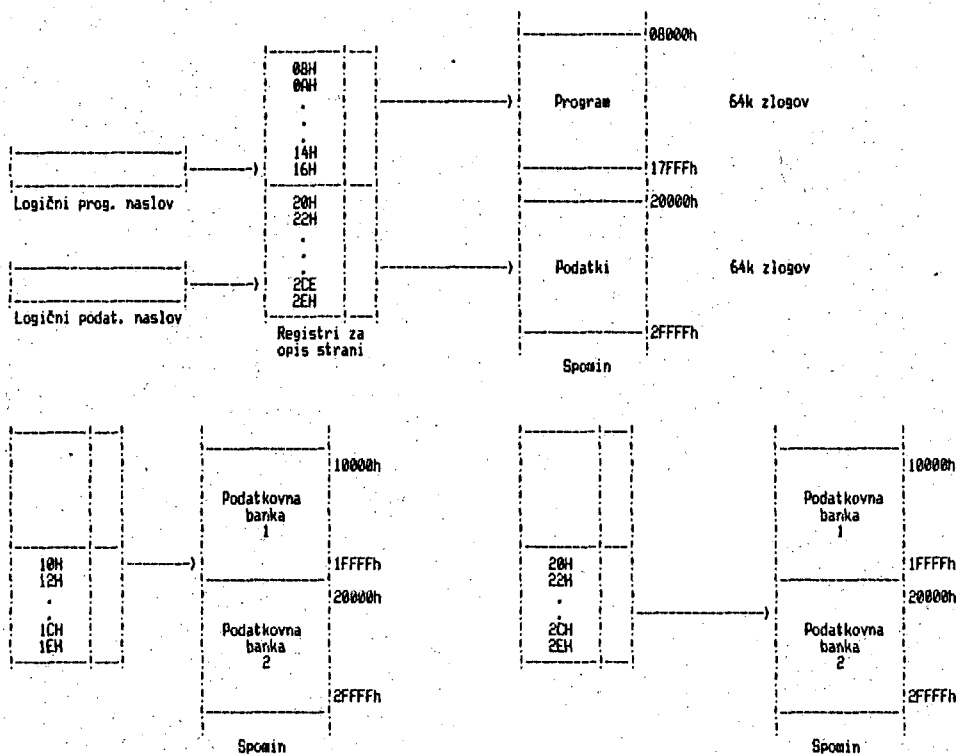 08000h
08H
0AH
.
.
.
14H
16H
Program
64k zlogov
17FFFh
Logični prog. naslov
20H
22H
.
.
.
2CE
2EH
20000h
Podatki
64k zlogov
Logični podat. naslov
2FFFFh
Registri za
opis strani
Spomin
10000h
Podatkovna
banka
1
10H
12H
.
.
1CH
1EH
1FFFFh
20000h
Podatkovna
banka
2
2FFFFh
Spomin
10000h
Podatkovna
banka
1
20H
22H
.
.
2CH
2EH
1FFFFh
20000h
Podatkovna
banka
2
2FFFFh
Spomin